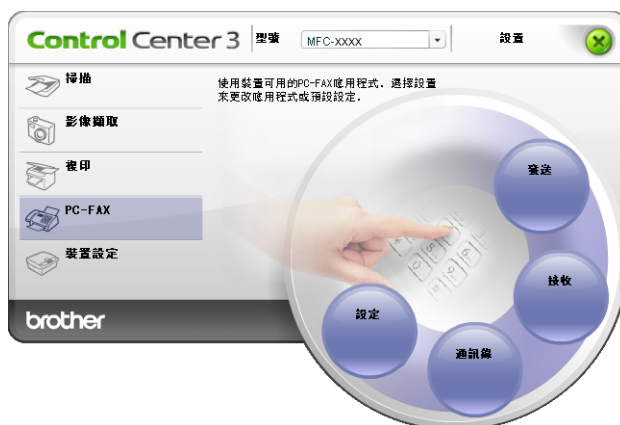 Control Center 3 型號 MFC-XXXX 設置
掃描
影像擷取
複印
PC-FAX
裝置設定
使用裝置可用的PC-FAX應用程式. 選擇設置
來更改應用程式或預設設定.
發送
接收
設定
通訊錄
brother